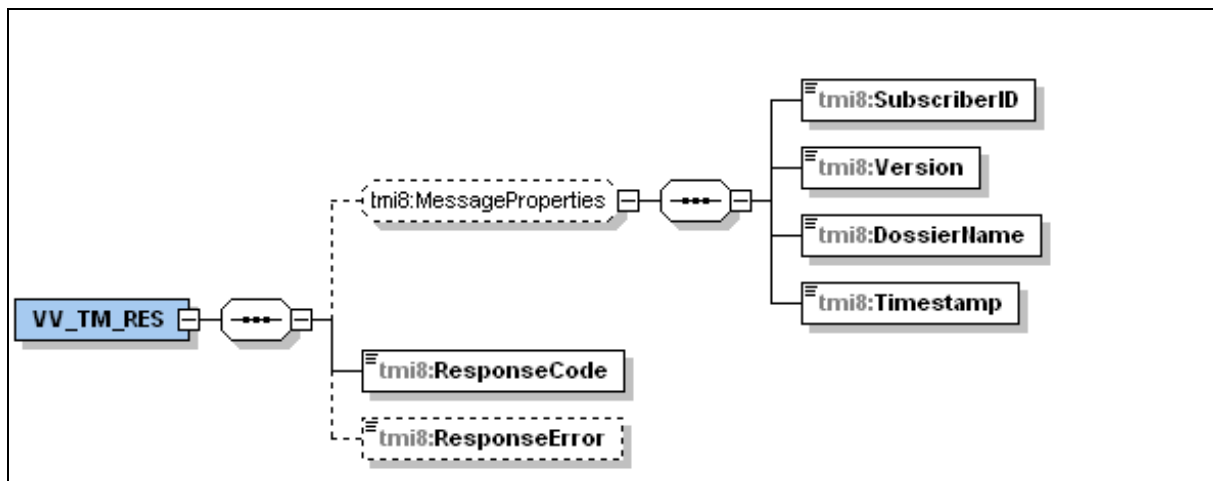 tmi8:SubscriberID
tmi8:MessageProperties
tmi8:Version
tmi8:DossierName
tmi8:Timestamp
VV_TM_RES
tmi8:ResponseCode
tmi8:ResponseError